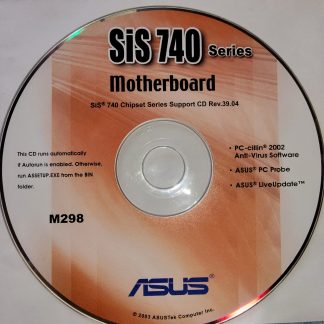 SiS 740 Series
Motherboard
SiS® 740 Chipset Series Support CD Rev.39.04
This CD runs automatically
if Autorun is enabled. Otherwise,
run ASSETUP.EXE from the BIN
folder.
• PC-cillin® 2002
Anti-Virus Software
• ASUS® PC Probe
• ASUS® LiveUpdate™
M298
ASUS®
© 2003 ASUSTek Computer Inc.